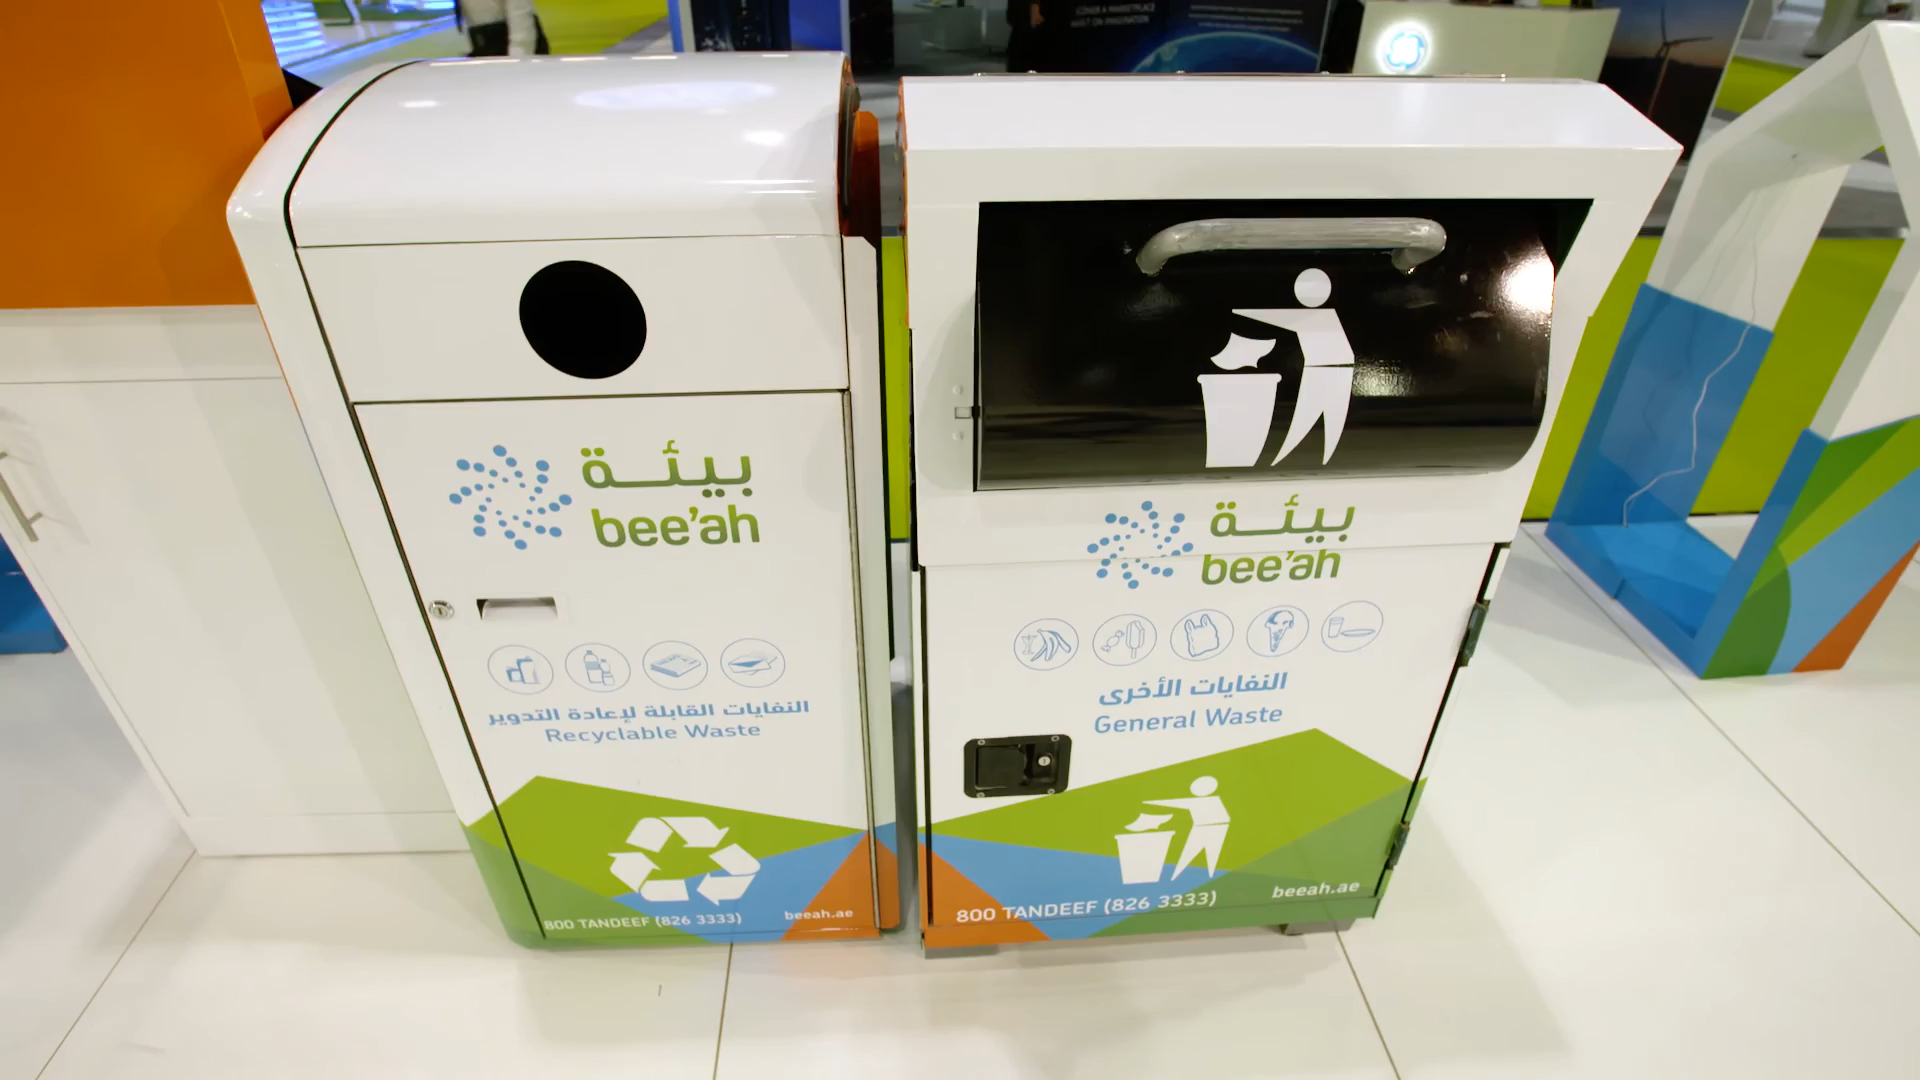 بيئة
bee'ah
النفايات القابلة لإعادة التدوير
Recyclable Waste
800 TANDEEF (826 3333)
beeah.ae
بيئة
bee'ah
النفايات الأخرى
General Waste
800 TANDEEF (826 3333)
beeah.ae